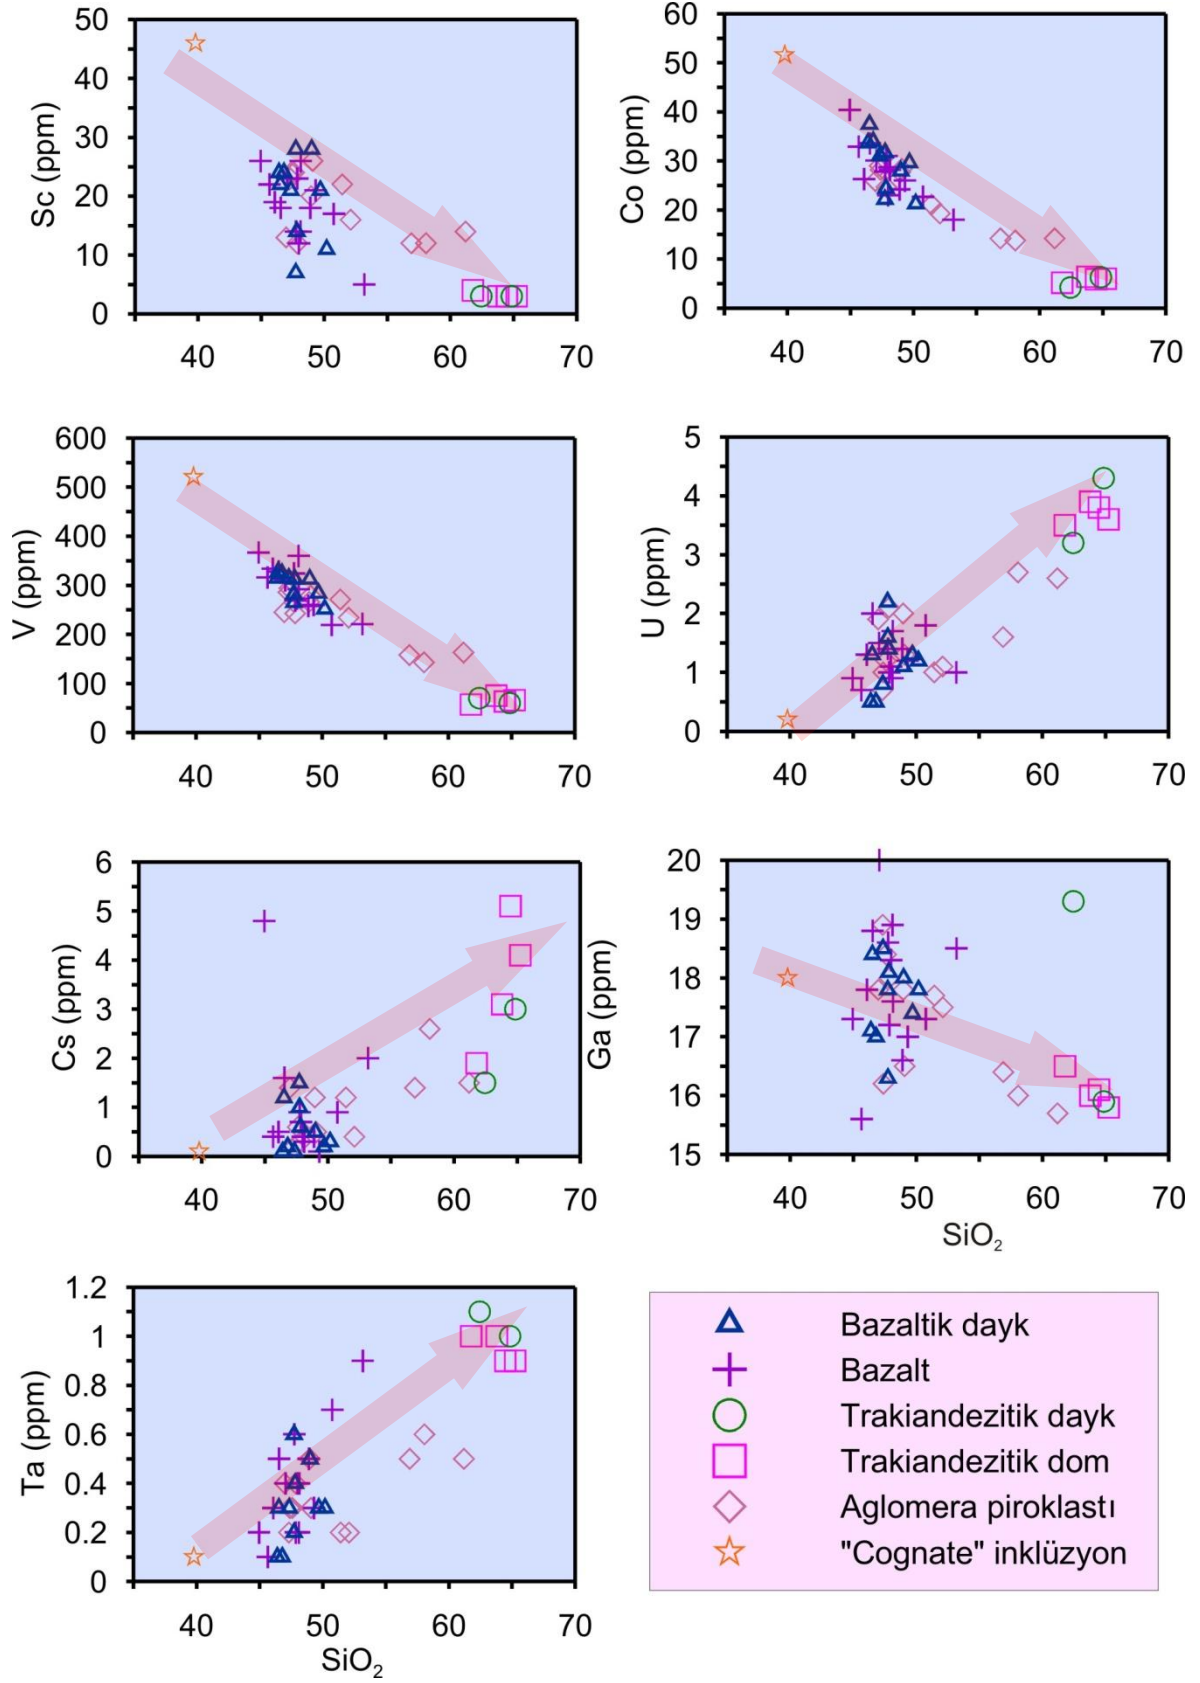 50
40
30
20
10
0
Sc (ppm)
40 50 60 70
60
50
40
30
20
10
0
Co (ppm)
40 50 60 70
600
500
400
300
200
100
0
V (ppm)
40 50 60 70
5
4
3
2
1
0
U (ppm)
40 50 60 70
6
5
4
3
2
1
0
Cs (ppm)
40 50 60 70
20
19
18
17
16
15
Ga (ppm)
40 50 60 70
SiO₂
1.2
1
0.8
0.6
0.4
0.2
0
Ta (ppm)
40 50 60 70
SiO₂
Bazaltik dayk
Bazalt
Trakiandezitik dayk
Trakiandezitik dom
Aglomera piroklastı
"Cognate" inklüzyon